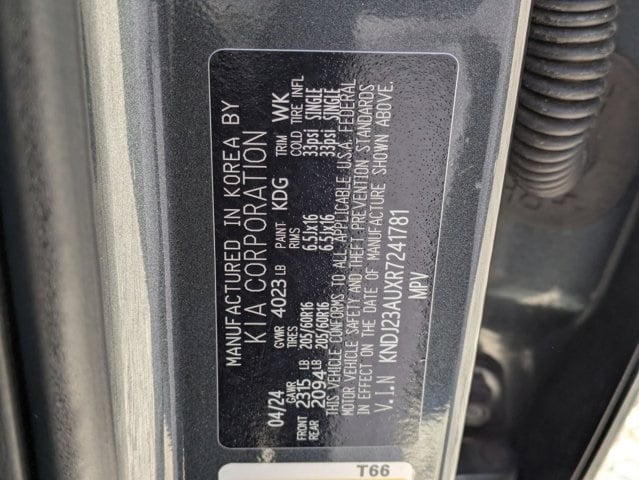 MANUFACTURED IN KOREA BY
KIA CORPORATION
04/24 GVWR 4023 LB PAINT KDG TRIM WK
GAWR TIRES RIMS COLD TIRE INFL
FRONT 2315 LB 205/60R16 6.5Jx16 33psi SINGLE
REAR 2094 LB 205/60R16 6.5Jx16 33psi SINGLE
THIS VEHICLE CONFORMS TO ALL APPLICABLE U.S.A. FEDERAL
MOTOR VEHICLE SAFETY AND THEFT PREVENTION STANDARDS
IN EFFECT ON THE DATE OF MANUFACTURE SHOWN ABOVE.
V.I.N KNDJ23AUXR7241781
MPV
T66